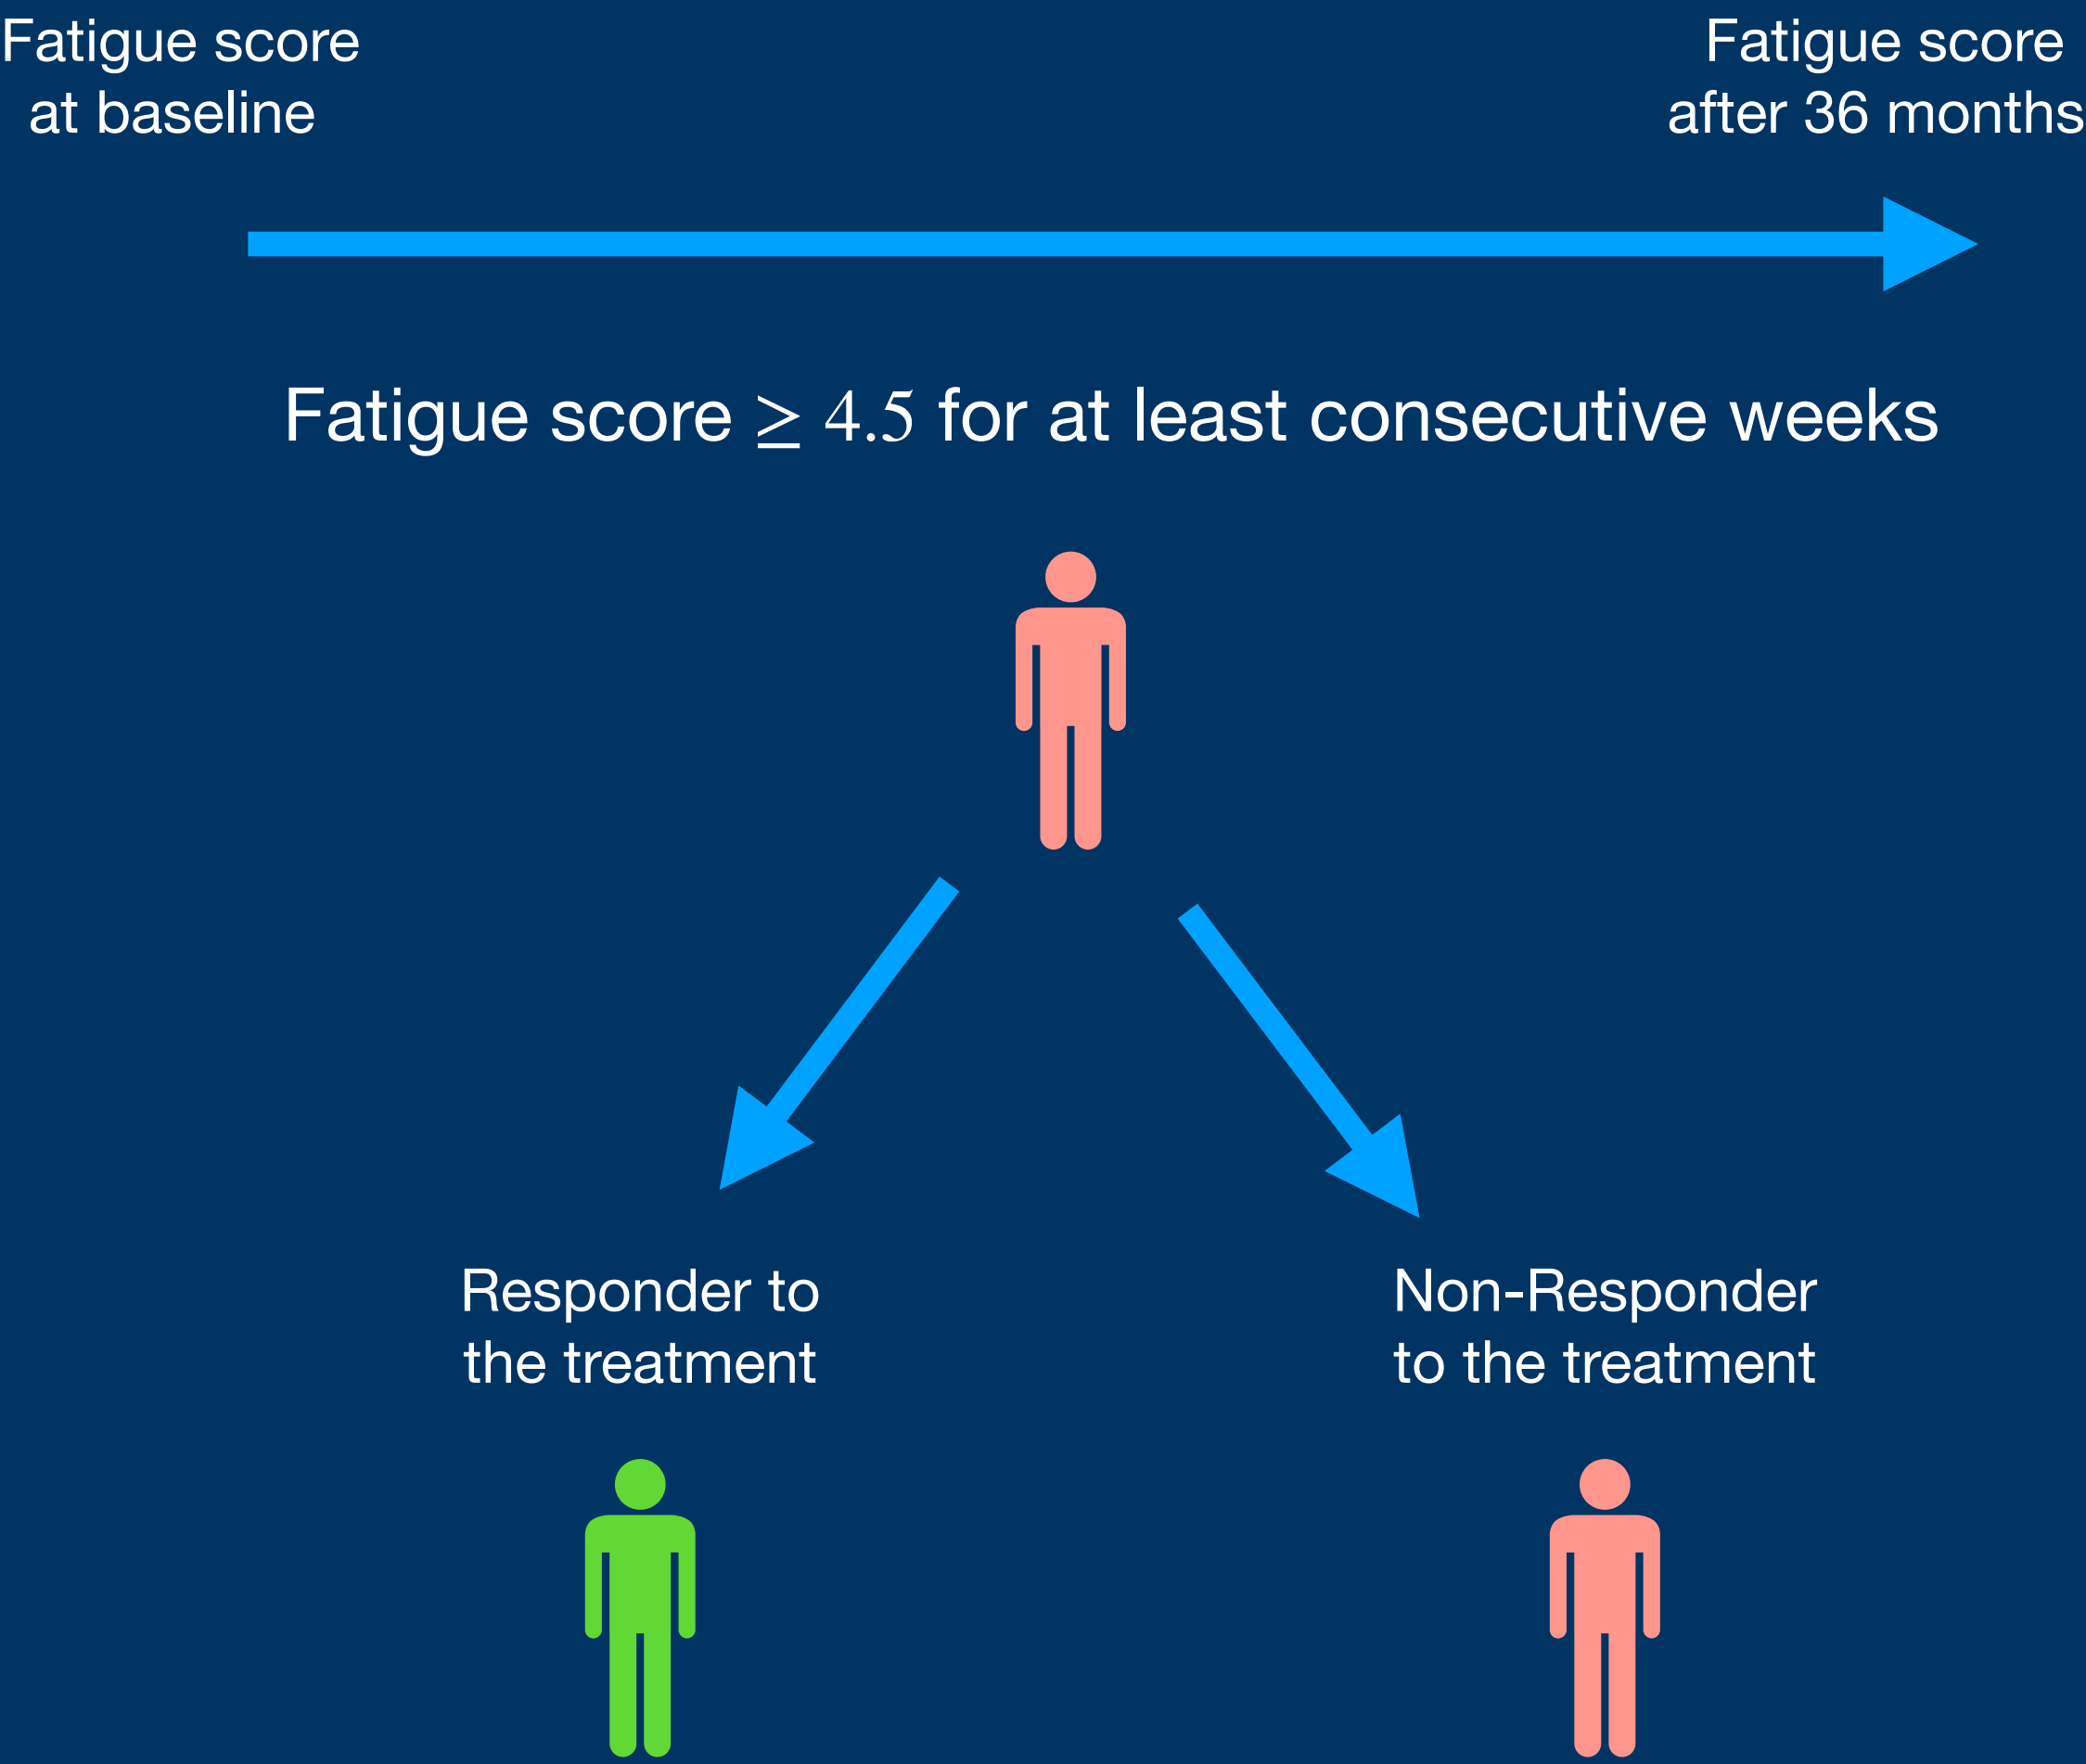 Fatigue score
at baseline
Fatigue score
after 36 months
Fatigue score ≥ 4.5 for at least consecutive weeks
Responder to
the treatment
Non-Responder
to the treatment